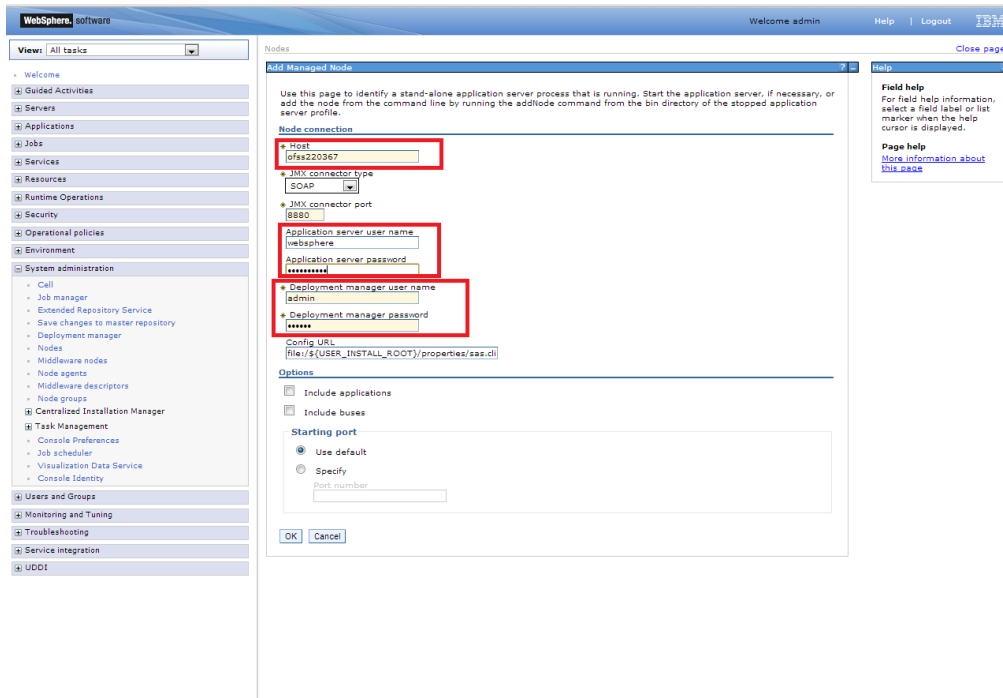 WebSphere. software
Welcome admin
Help | Logout
IBM
View: All tasks
Welcome
Guided Activities
Servers
Applications
Jobs
Services
Resources
Runtime Operations
Security
Operational policies
Environment
System administration
Cell
Job manager
Extended Repository Service
Save changes to master repository
Deployment manager
Nodes
Middleware nodes
Node agents
Middleware descriptors
Node groups
Centralized Installation Manager
Task Management
Console Preferences
Job scheduler
Visualization Data Service
Console Identity
Users and Groups
Monitoring and Tuning
Troubleshooting
Service integration
UDDI
Nodes
Close page
Add Managed Node
? -
Use this page to identify a stand-alone application server process that is running. Start the application server, if necessary, or
add the node from the command line by running the addNode command from the bin directory of the stopped application
server profile.
Node connection
* Host
ofss220367
* JMX connector type
SOAP
* JMX connector port
8880
Application server user name
websphere
Application server password
••••••••••
* Deployment manager user name
admin
* Deployment manager password
••••••
Config URL
file:/${USER_INSTALL_ROOT}/properties/sas.cli
Options
Include applications
Include buses
Starting port
Use default
Specify
Port number
OK Cancel
Help
Field help
For field help information,
select a field label or list
marker when the help
cursor is displayed.
Page help
More information about
this page